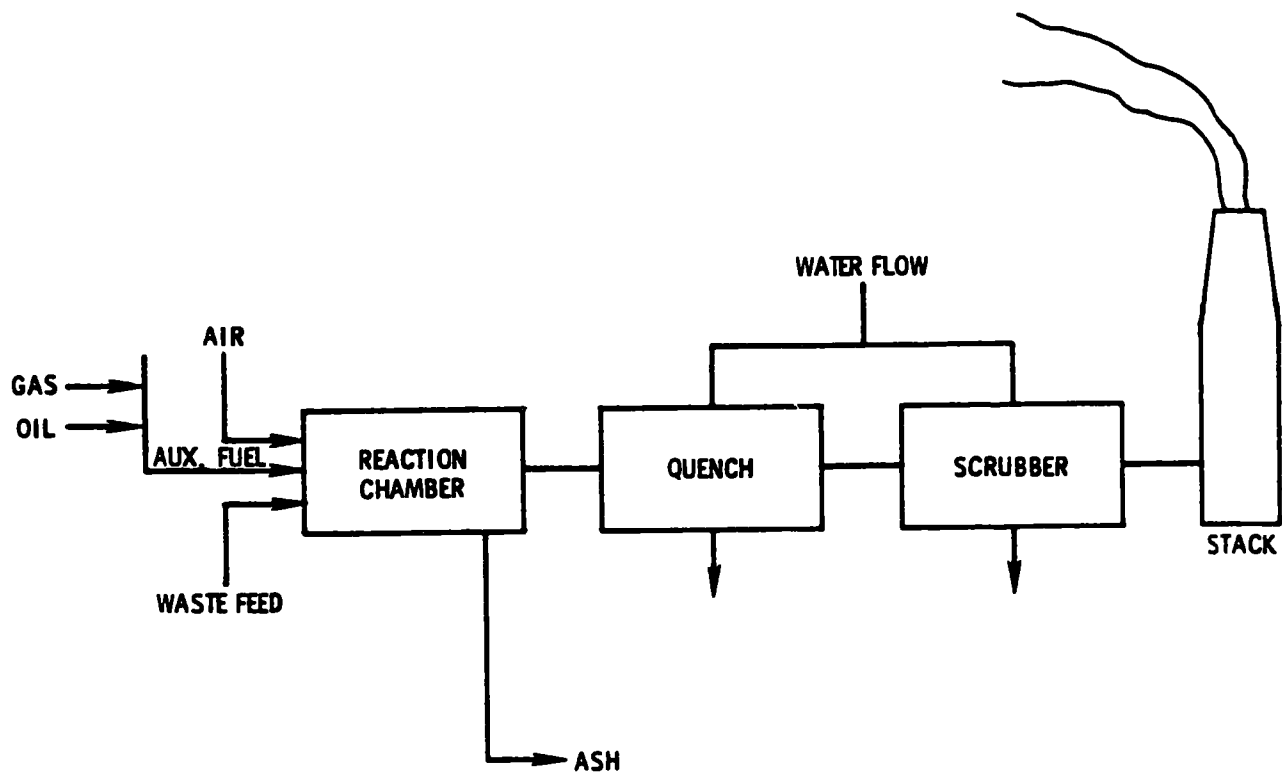 WATER FLOW
AIR
GAS
OIL
AUX. FUEL
REACTION
CHAMBER
QUENCH
SCRUBBER
STACK
WASTE FEED
ASH